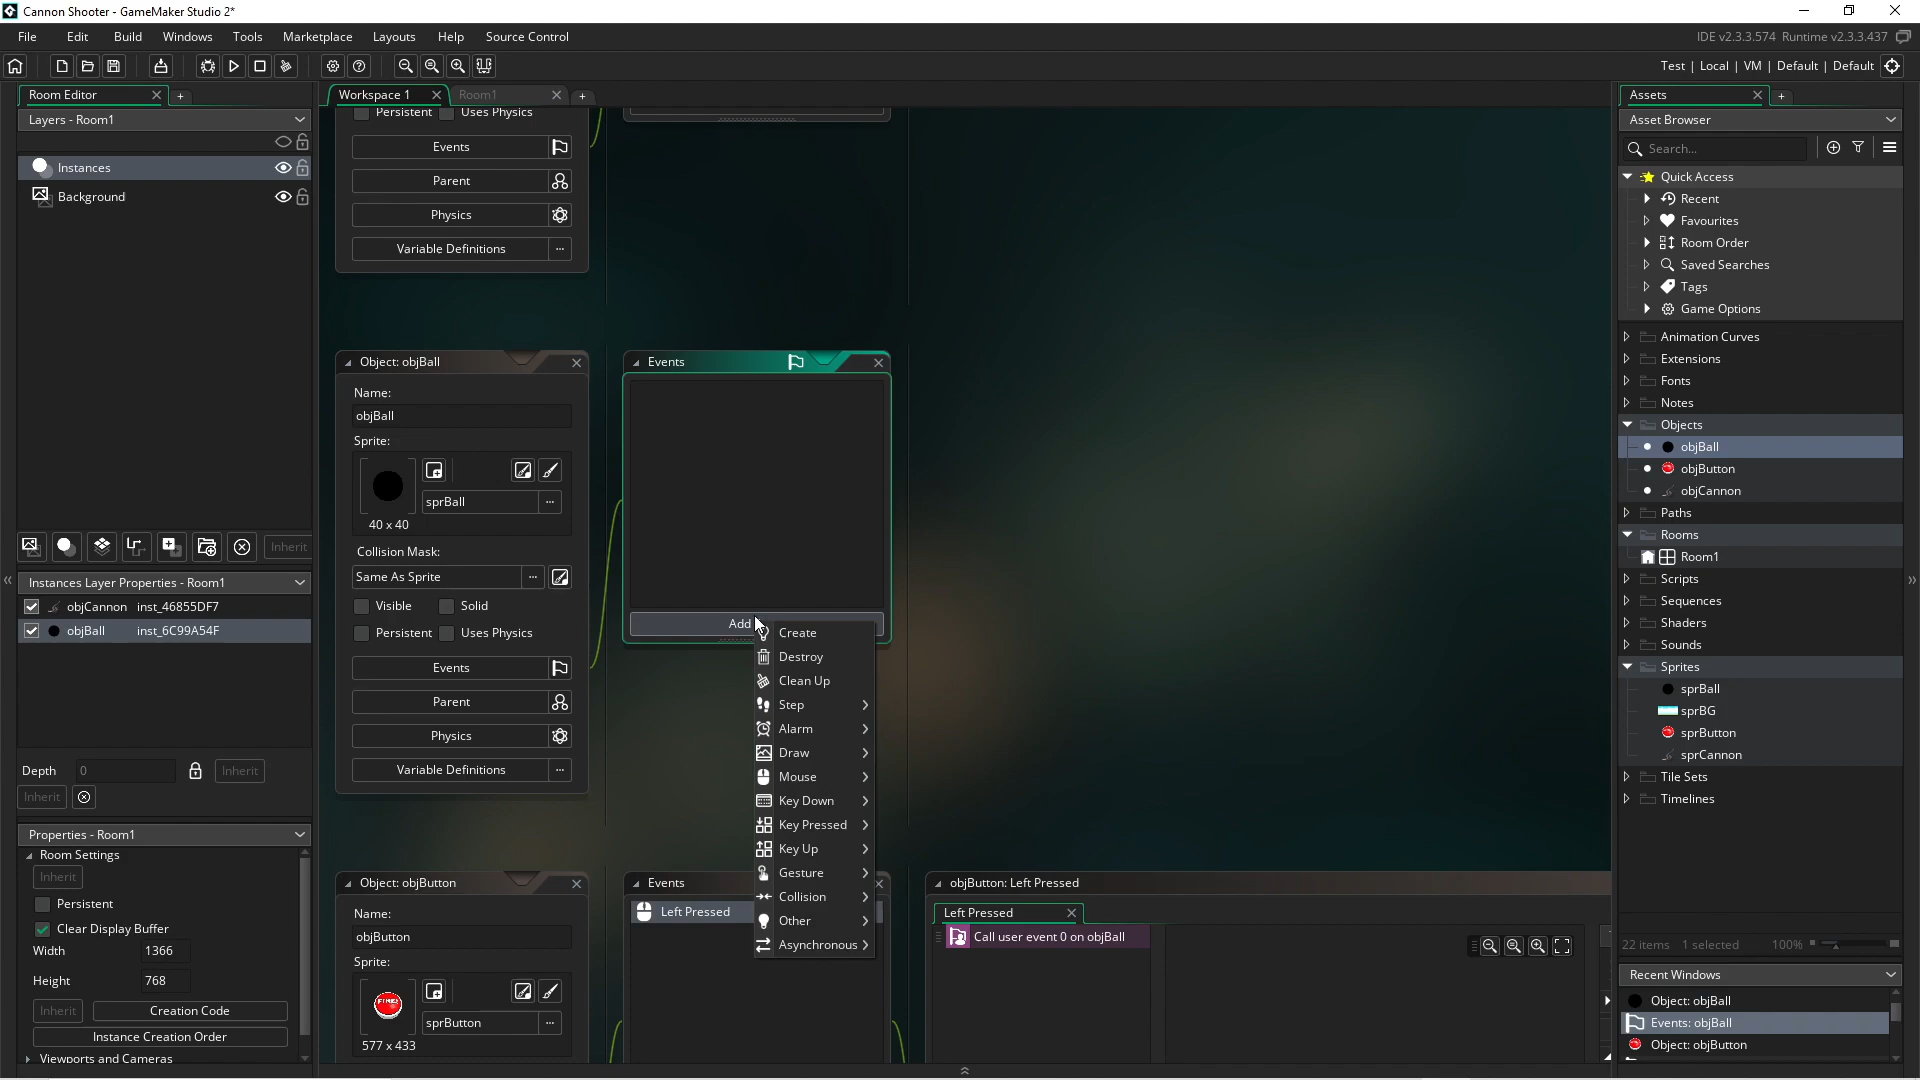 Cannon Shooter - GameMaker Studio 2*
File Edit Build Windows Tools Marketplace Layouts Help Source Control
IDE v2.3.3.574 Runtime v2.3.3.437
Test | Local | VM | Default | Default
Room Editor
Layers - Room1
Instances
Background
Inherit
Instances Layer Properties - Room1
objCannon inst_46855DF7
objBall inst_6C99A54F
Depth 0 Inherit
Inherit
Properties - Room1
Room Settings
Inherit
Persistent
Clear Display Buffer
Width 1366
Height 768
Inherit Creation Code
Instance Creation Order
Viewports and Cameras
Workspace 1
Room1
Persistent Uses Physics
Events
Parent
Physics
Variable Definitions
Object: objBall
Name:
objBall
Sprite:
sprBall
40 x 40
Collision Mask:
Same As Sprite
Visible Solid
Persistent Uses Physics
Events
Parent
Physics
Variable Definitions
Events
Add
Create
Destroy
Clean Up
Step
Alarm
Draw
Mouse
Key Down
Key Pressed
Key Up
Gesture
Collision
Other
Asynchronous
Object: objButton
Name:
objButton
Sprite:
FIRE!
sprButton
577 x 433
Events
Left Pressed
objButton: Left Pressed
Left Pressed
Call user event 0 on objBall
Assets
Asset Browser
Search...
Quick Access
Recent
Favourites
Room Order
Saved Searches
Tags
Game Options
Animation Curves
Extensions
Fonts
Notes
Objects
objBall
objButton
objCannon
Paths
Rooms
Room1
Scripts
Sequences
Shaders
Sounds
Sprites
sprBall
sprBG
sprButton
sprCannon
Tile Sets
Timelines
22 items 1 selected 100%
Recent Windows
Object: objBall
Events: objBall
Object: objButton